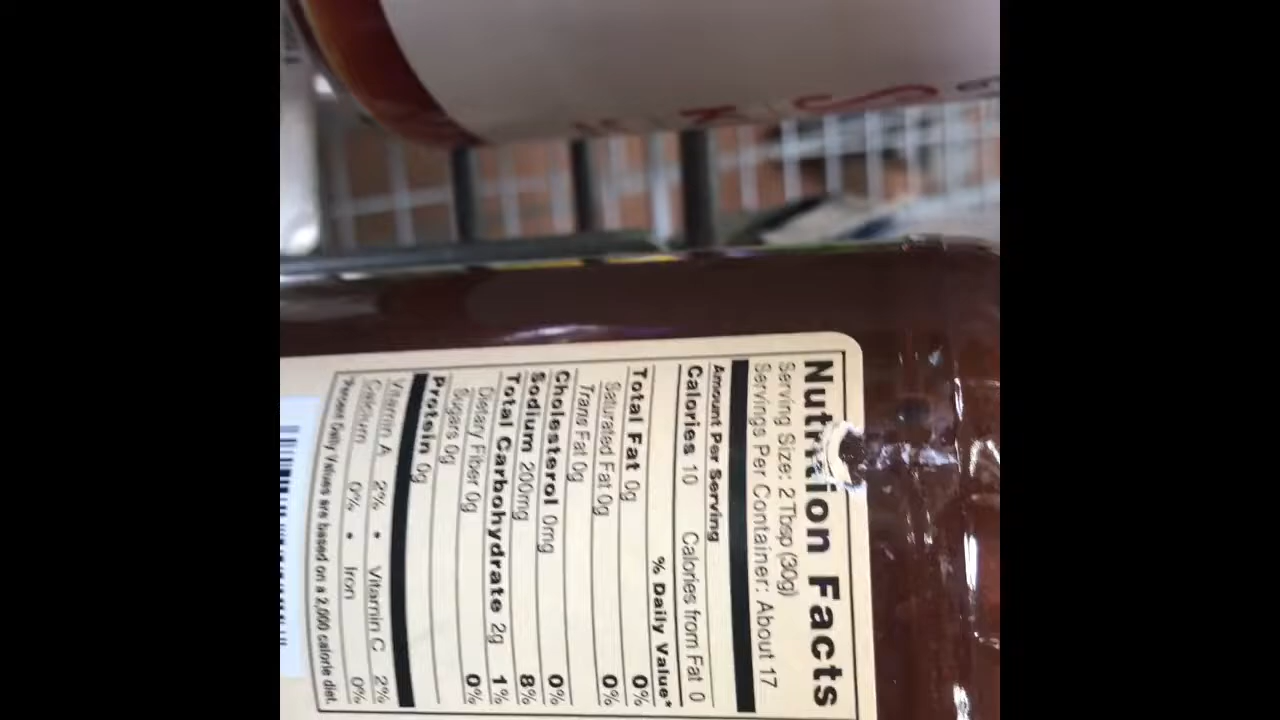 Nutrition Facts
Serving Size: 2 Tbsp (30g)
Servings Per Container: About 17
Amount Per Serving
Calories 10 Calories from Fat 0
% Daily Value*
Total Fat 0g 0%
Saturated Fat 0g 0%
Trans Fat 0g
Cholesterol 0mg 0%
Sodium 200mg 8%
Total Carbohydrate 2g 1%
Dietary Fiber 0g 0%
Sugars 0g
Protein 0g
Vitamin A 2% • Vitamin C 2%
Calcium 0% • Iron 0%
*Percent Daily Values are based on a 2,000 calorie diet.